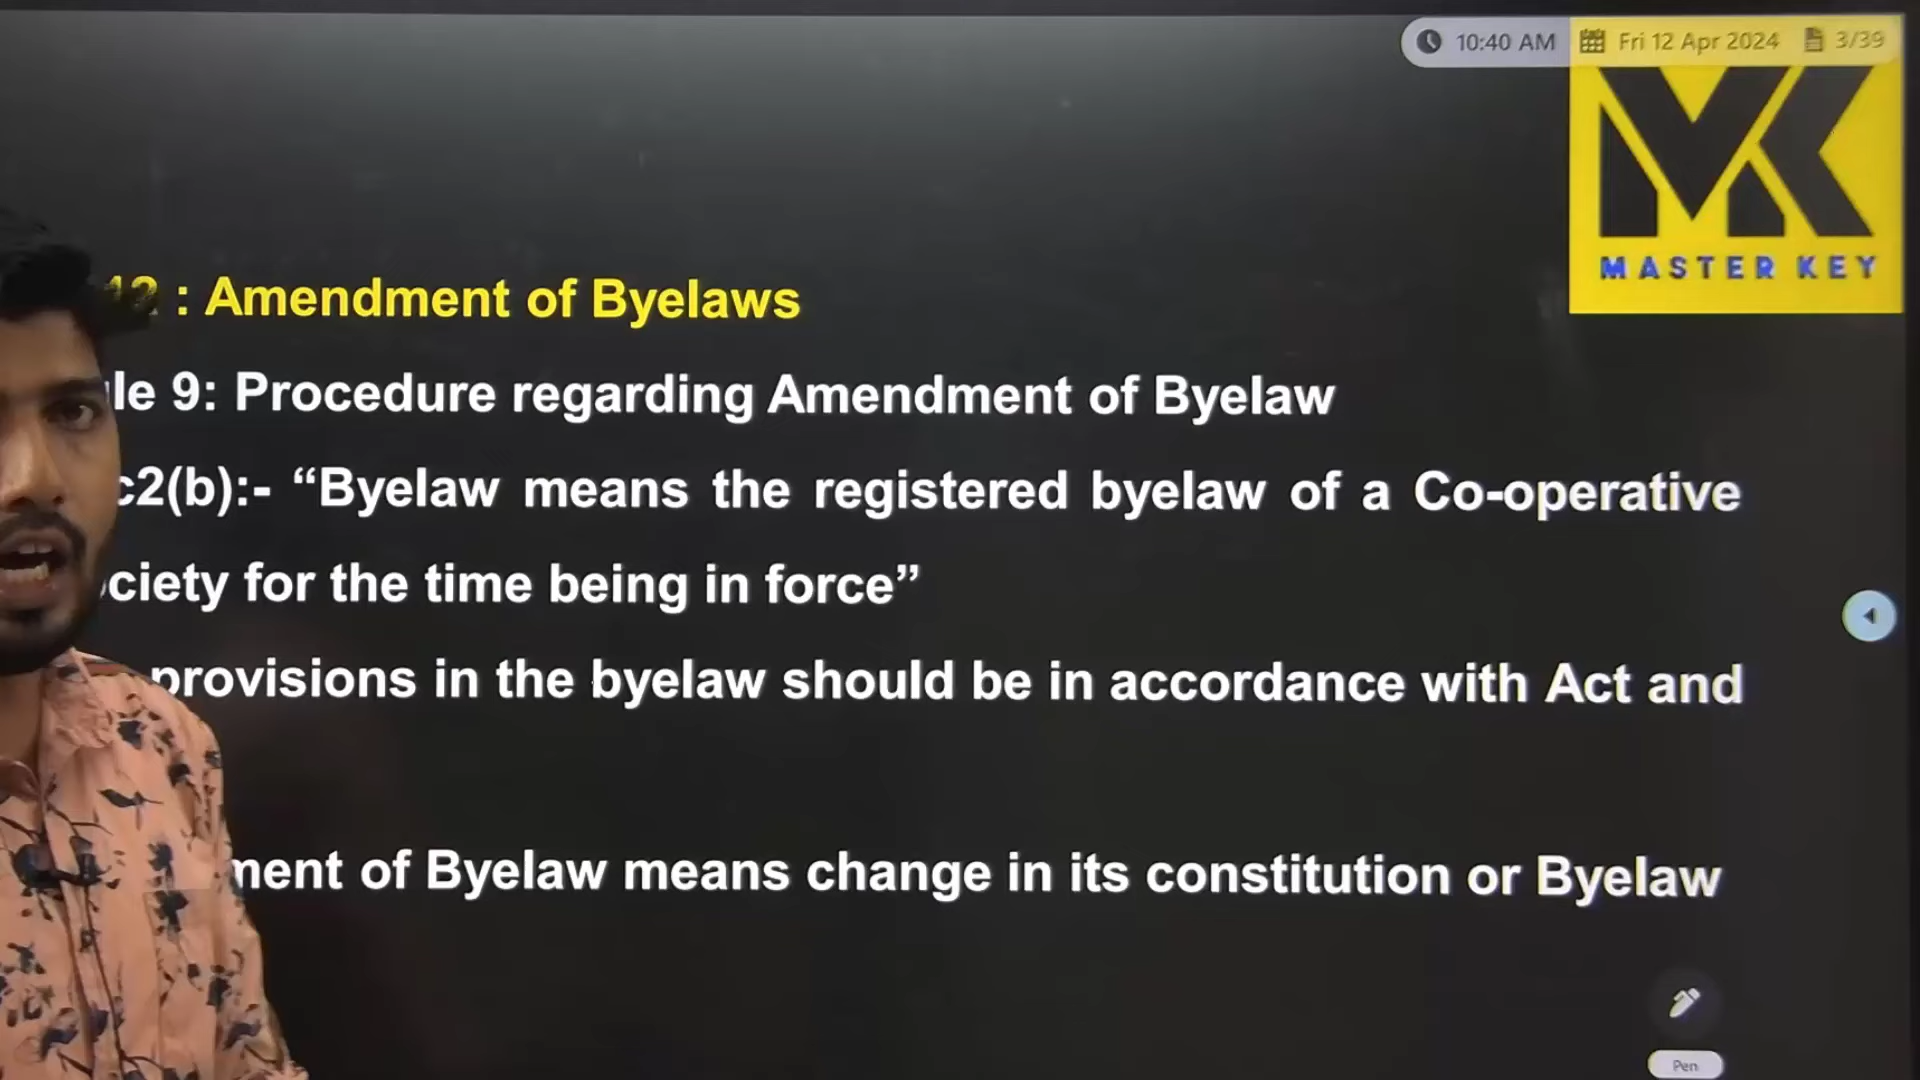 10:40 AM Fri 12 Apr 2024 3/39
MASTER KEY
12 : Amendment of Byelaws
le 9: Procedure regarding Amendment of Byelaw
c2(b):- “Byelaw means the registered byelaw of a Co-operative
ciety for the time being in force”
provisions in the byelaw should be in accordance with Act and
ment of Byelaw means change in its constitution or Byelaw
Pen